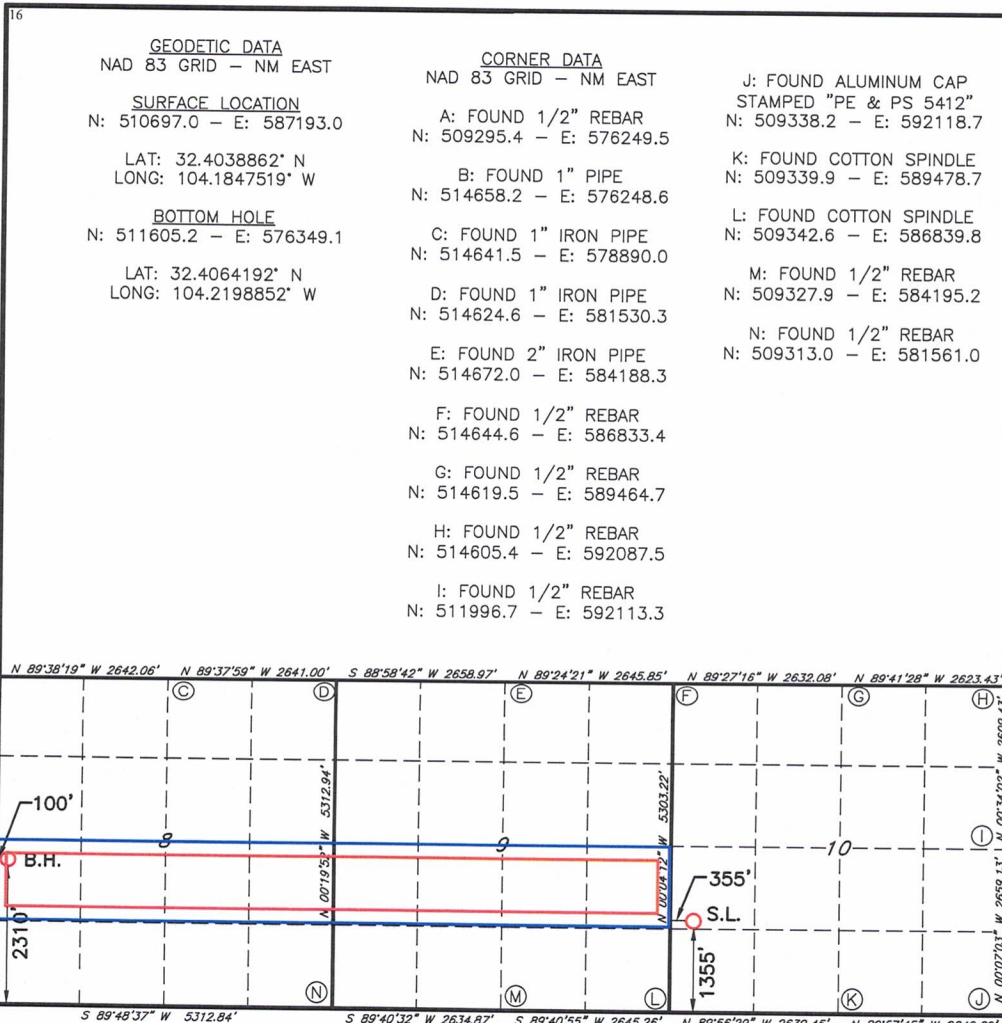 16
GEODETIC DATA
NAD 83 GRID – NM EAST
SURFACE LOCATION
N: 510697.0 – E: 587193.0
LAT: 32.4038862° N
LONG: 104.1847519° W
BOTTOM HOLE
N: 511605.2 – E: 576349.1
LAT: 32.4064192° N
LONG: 104.2198852° W
CORNER DATA
NAD 83 GRID – NM EAST
A: FOUND 1/2" REBAR
N: 509295.4 – E: 576249.5
B: FOUND 1" PIPE
N: 514658.2 – E: 576248.6
C: FOUND 1" IRON PIPE
N: 514641.5 – E: 578890.0
D: FOUND 1" IRON PIPE
N: 514624.6 – E: 581530.3
E: FOUND 2" IRON PIPE
N: 514672.0 – E: 584188.3
F: FOUND 1/2" REBAR
N: 514644.6 – E: 586833.4
G: FOUND 1/2" REBAR
N: 514619.5 – E: 589464.7
H: FOUND 1/2" REBAR
N: 514605.4 – E: 592087.5
I: FOUND 1/2" REBAR
N: 511996.7 – E: 592113.3
J: FOUND ALUMINUM CAP
STAMPED "PE & PS 5412"
N: 509338.2 – E: 592118.7
K: FOUND COTTON SPINDLE
N: 509339.9 – E: 589478.7
L: FOUND COTTON SPINDLE
N: 509342.6 – E: 586839.8
M: FOUND 1/2" REBAR
N: 509327.9 – E: 584195.2
N: FOUND 1/2" REBAR
N: 509313.0 – E: 581561.0
N 89°38'19" W 2642.06' N 89°37'59" W 2641.00' S 88°58'42" W 2658.97' N 89°24'21" W 2645.85' N 89°27'16" W 2632.08' N 89°41'28" W 2623.43'
C D E F G H
N 00°19'52" W 5312.94'
N 00°04'12" W 5303.22'
100'
8 9 10 I
B.H.
355'
S.L.
2310'
1355'
N 00°07'03" W 2659.13'
N M L K J
S 89°48'37" W 5312.84' S 89°40'32" W 2634.87' S 89°40'55" W 2645.26'